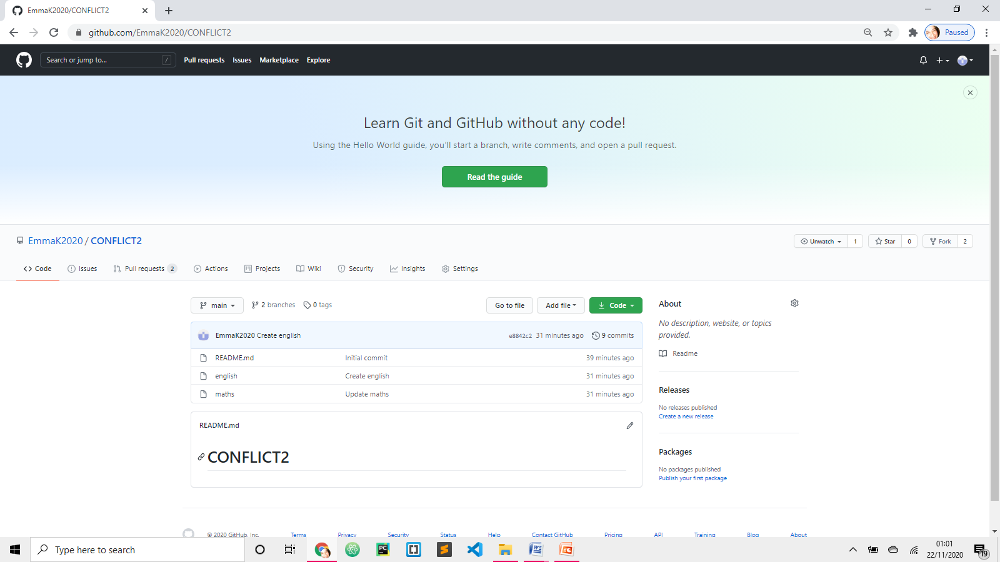 EmmaK2020/CONFLICT2
github.com/EmmaK2020/CONFLICT2
Paused
Search or jump to... /
Pull requests Issues Marketplace Explore
Learn Git and GitHub without any code!
Using the Hello World guide, you'll start a branch, write comments, and open a pull request.
Read the guide
EmmaK2020 / CONFLICT2
Unwatch 1 Star 0 Fork 2
Code Issues Pull requests 2 Actions Projects Wiki Security Insights Settings
main 2 branches 0 tags Go to file Add file Code
EmmaK2020 Create english e8842c2 31 minutes ago 9 commits
README.md Initial commit 39 minutes ago
english Create english 31 minutes ago
maths Update maths 31 minutes ago
README.md
CONFLICT2
About
No description, website, or topics
provided.
Readme
Releases
No releases published
Create a new release
Packages
No packages published
Publish your first package
© 2020 GitHub, Inc. Terms Privacy Security Status Help Contact GitHub Pricing API Training Blog About
Type here to search
PC
W
01:01
22/11/2020
19